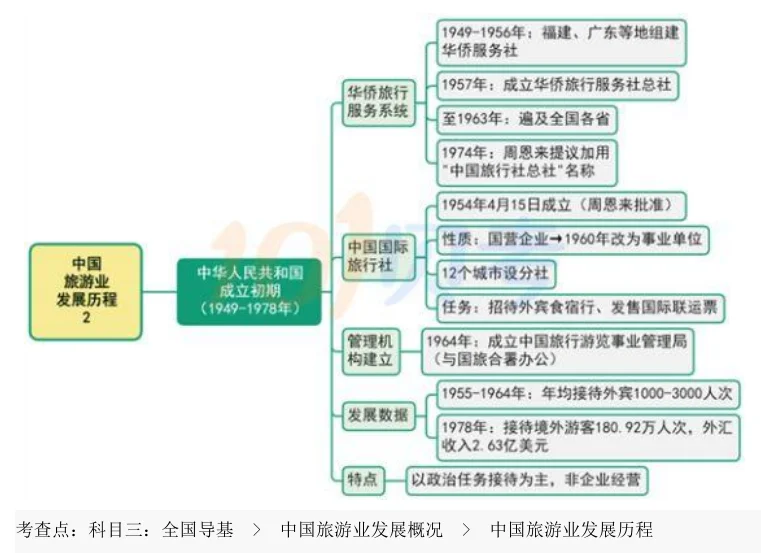 中国
旅游业
发展历程
2
中华人民共和国
成立初期
（1949-1978年）
华侨旅行
服务系统
1949-1956年：福建、广东等地组建
华侨服务社
1957年：成立华侨旅行服务社总社
至1963年：遍及全国各省
1974年：周恩来提议加用
"中国旅行社总社"名称
中国国际
旅行社
1954年4月15日成立（周恩来批准）
性质：国营企业→1960年改为事业单位
12个城市设分社
任务：招待外宾食宿行、发售国际联运票
管理机
构建立
1964年：成立中国旅行游览事业管理局
（与国旅合署办公）
发展数据
1955-1964年：年均接待外宾1000-3000人次
1978年：接待境外游客180.92万人次，外汇
收入2.63亿美元
特点
以政治任务接待为主，非企业经营
考查点：科目三：全国导基 > 中国旅游业发展概况 > 中国旅游业发展历程